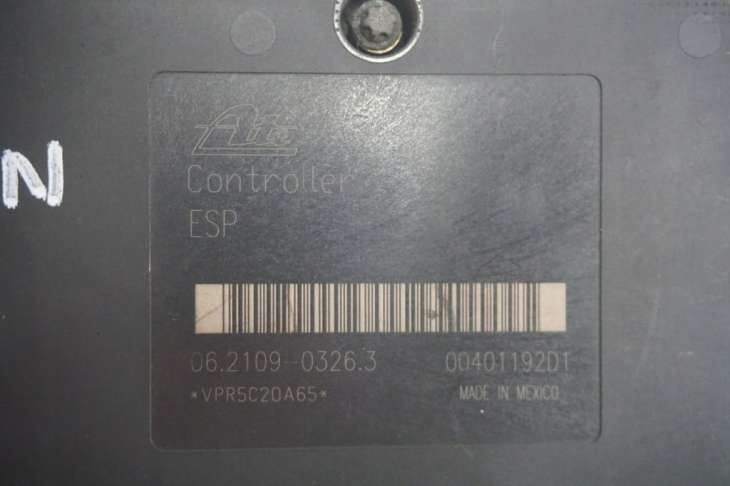 Ate
N
Controller
ESP
06.2109-0326.3 00401192D1
*VPR5C20A65* MADE IN MEXICO